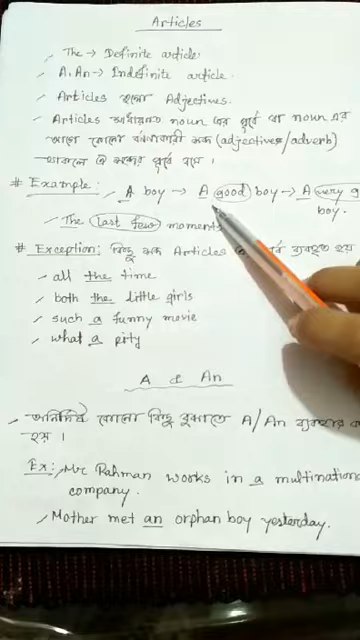 Articles
The → Definite article.
A, An → Indefinite article.
Articles হলো Adjectives.
Articles সাধারণত noun এর পূর্বে বা noun এর
আগে কোনো বর্ণনাকারী শব্দ (adjectives/adverb)
থাকলে ঐ শব্দের পূর্বে বসে।
# Example: A boy → A good boy → A very g
boy.
The last few moments
# Exception: কিছু শব্দ Articles পূর্বে ব্যবহৃত হয়
all the time
both the little girls
such a funny movie
what a pity
A & An
অনির্দিষ্ট কোনো কিছু বুঝাতে A/An
হয়।
Ex: Mr Rahman works in a multinational
company.
Mother met an orphan boy yesterday.